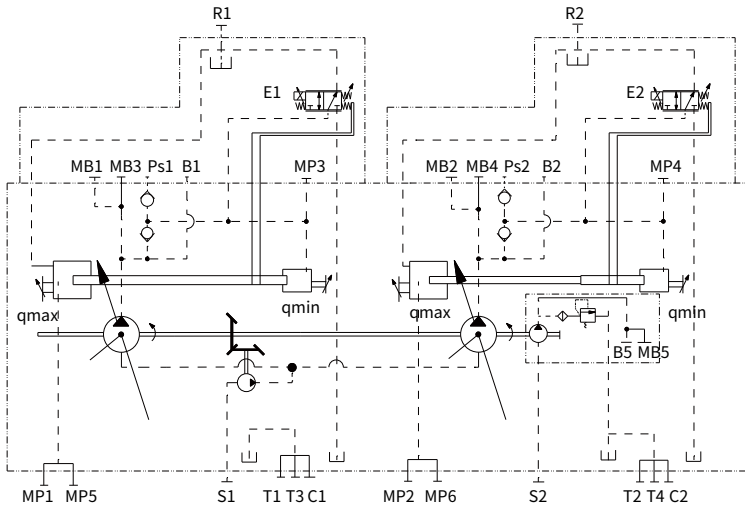 R1 R2
E1 E2
MB1 MB3 Ps1 B1 MP3 MB2 MB4 Ps2 B2 MP4
qmax qmin qmax qmin
B5 MB5
MP1 MP5 S1 T1 T3 C1 MP2 MP6 S2 T2 T4 C2